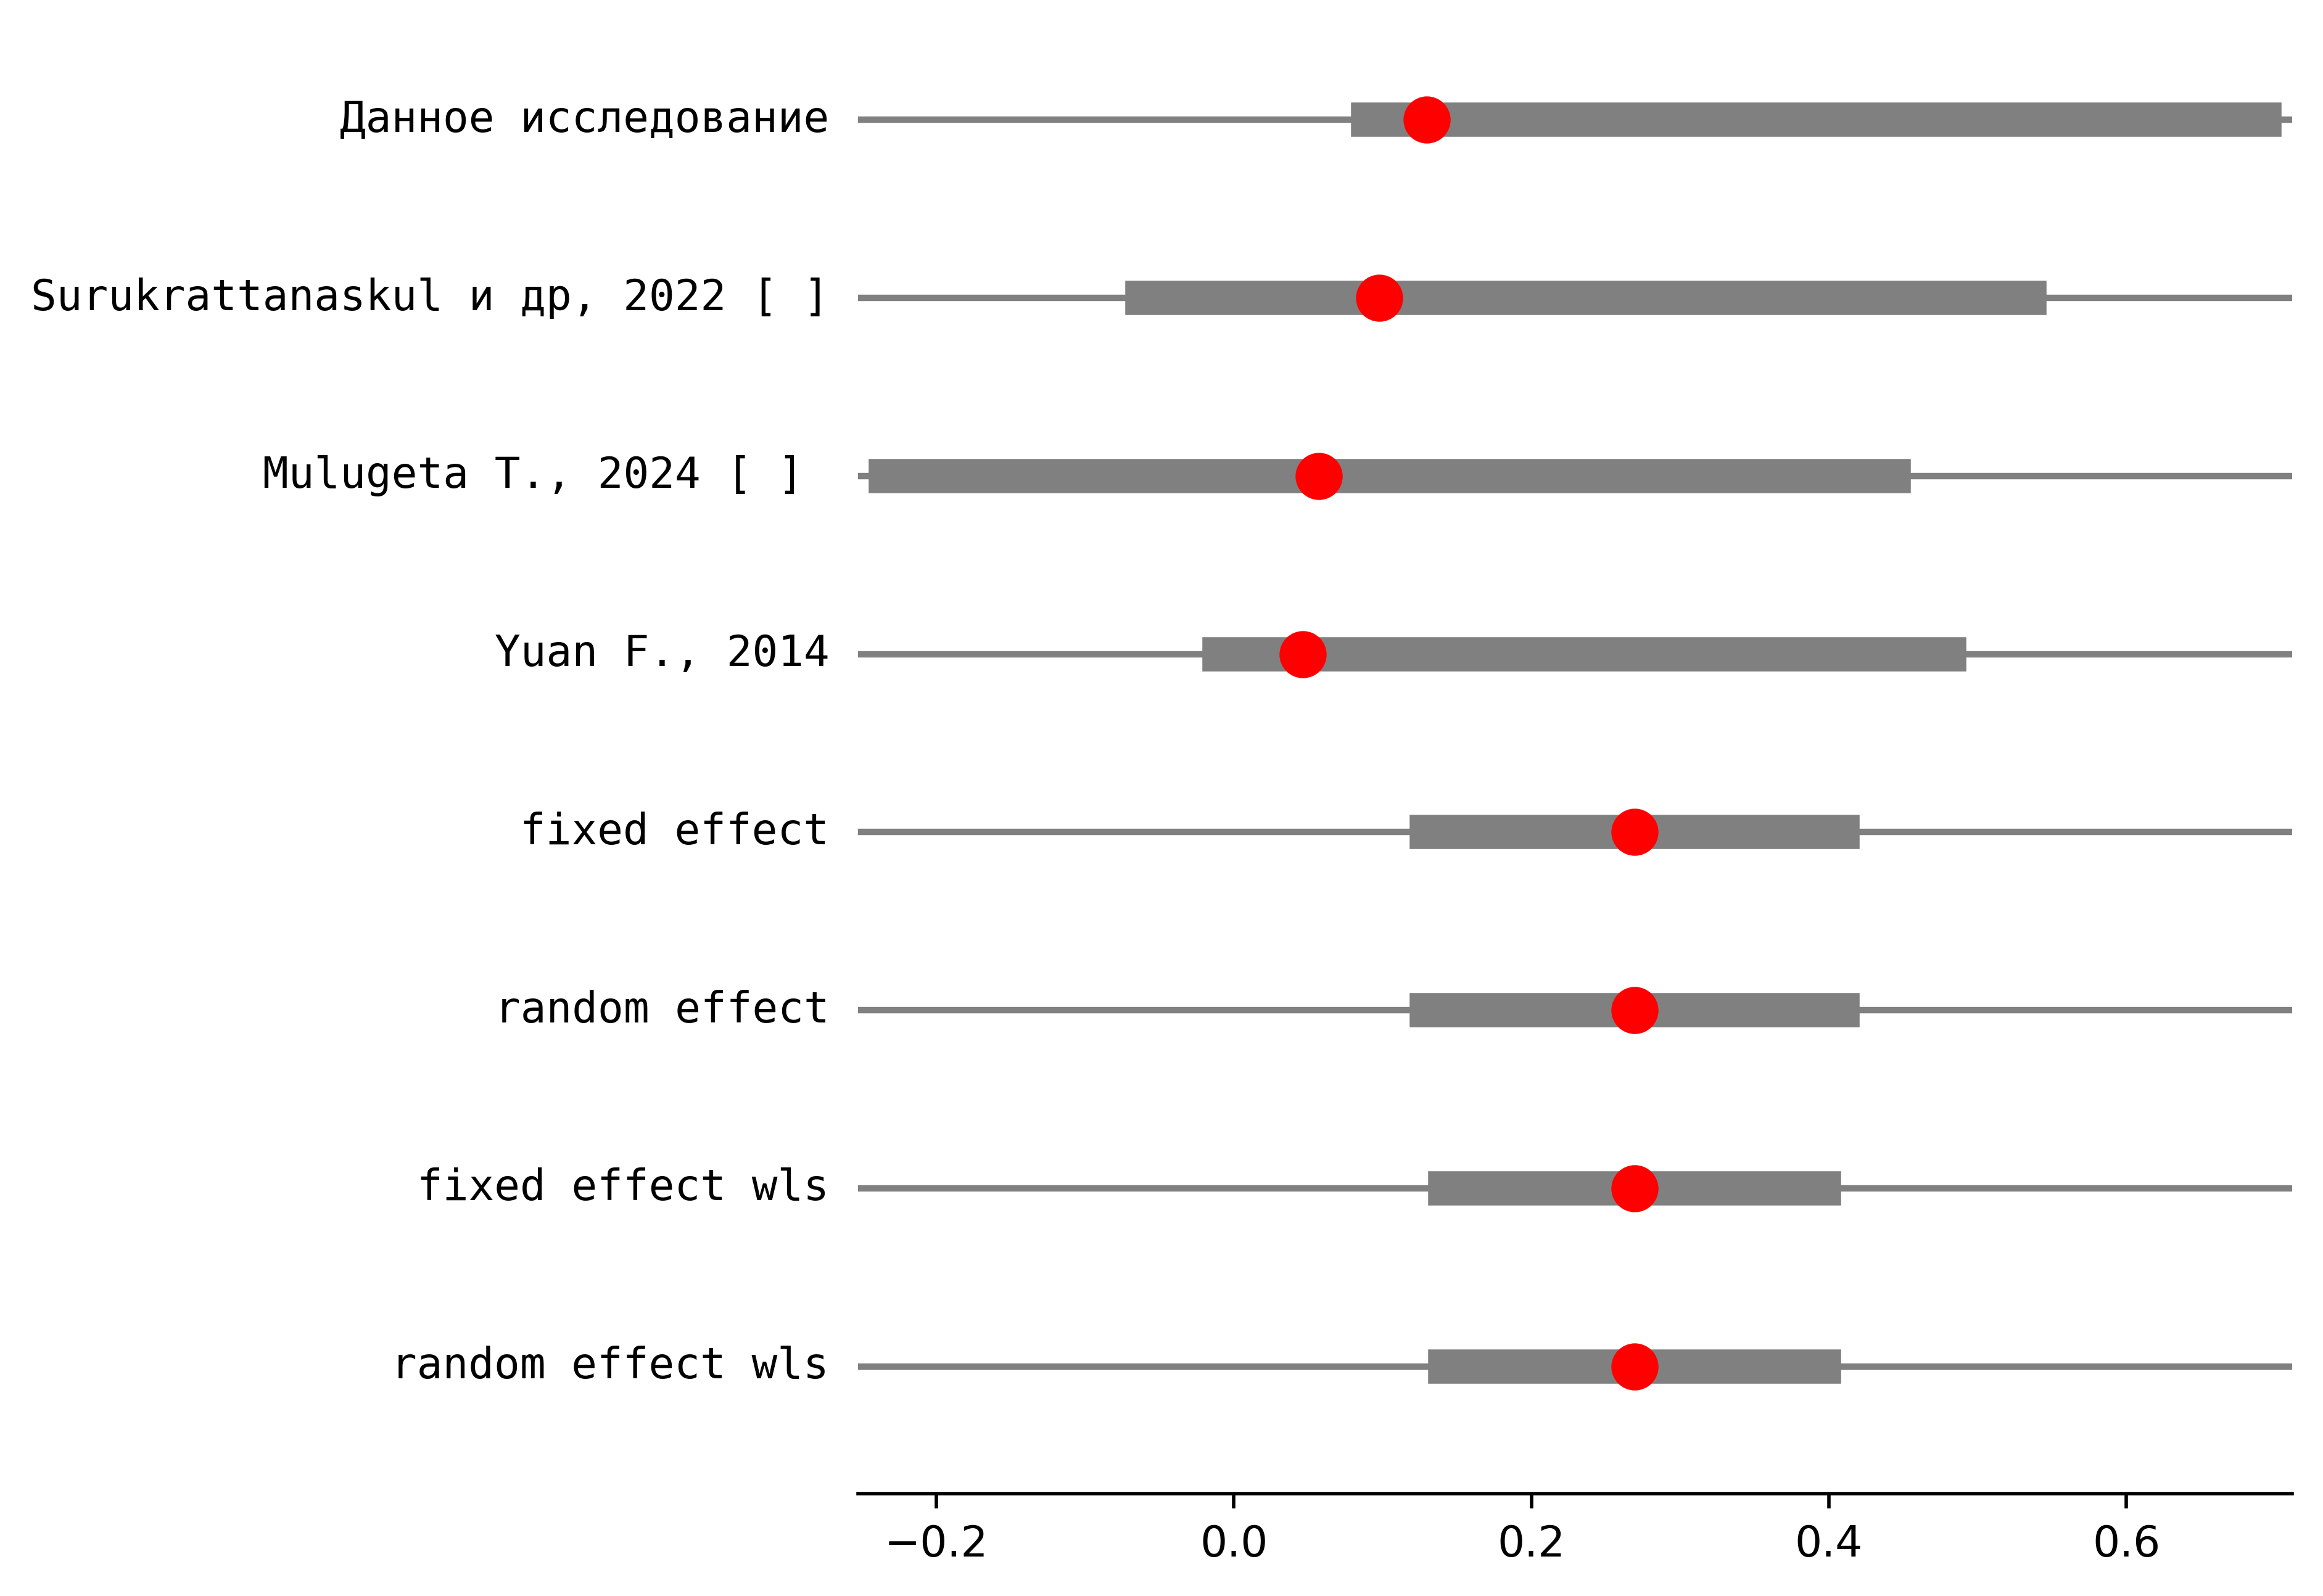 Данное исследование
Surukrattanaskul и др, 2022 [ ]
Mulugeta T., 2024 [ ]
Yuan F., 2014
fixed effect
random effect
fixed effect wls
random effect wls
−0.2 0.0 0.2 0.4 0.6